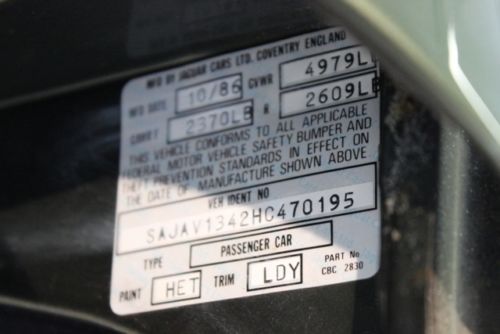 MFD BY JAGUAR CARS LTD. COVENTRY ENGLAND
MFD DATE 10/86 GVWR 4979LB
GAWR F 2370LB R 2609LB
THIS VEHICLE CONFORMS TO ALL APPLICABLE
FEDERAL MOTOR VEHICLE SAFETY BUMPER AND
THEFT PREVENTION STANDARDS IN EFFECT ON
THE DATE OF MANUFACTURE SHOWN ABOVE
VEH IDENT NO
SAJAV1342HC470195
TYPE PASSENGER CAR
PAINT HET TRIM LDY
PART No
CBC 2830